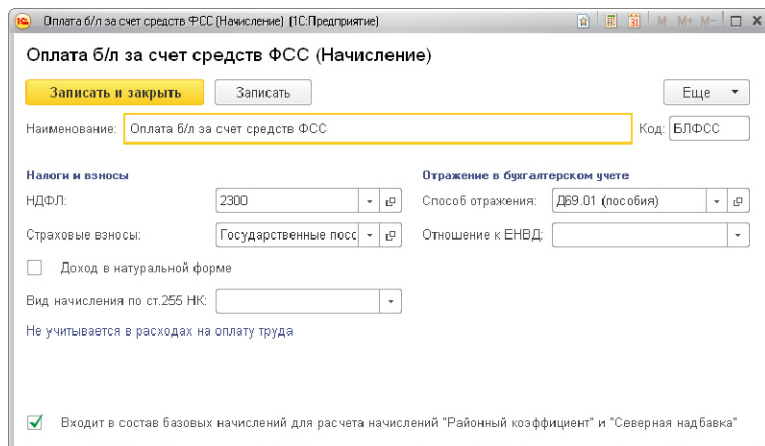 Оплата б/л за счет средств ФСС (Начисление) (1С:Предприятие) M M+ M-
Оплата б/л за счет средств ФСС (Начисление)
Записать и закрыть Записать Еще
Наименование: Оплата б/л за счет средств ФСС Код: БЛФСС
Налоги и взносы Отражение в бухгалтерском учете
НДФЛ: 2300 Способ отражения: Д69.01 (пособия)
Страховые взносы: Государственные посс Отношение к ЕНВД:
Доход в натуральной форме
Вид начисления по ст.255 НК:
Не учитывается в расходах на оплату труда
Входит в состав базовых начислений для расчета начислений "Районный коэффициент" и "Северная надбавка"